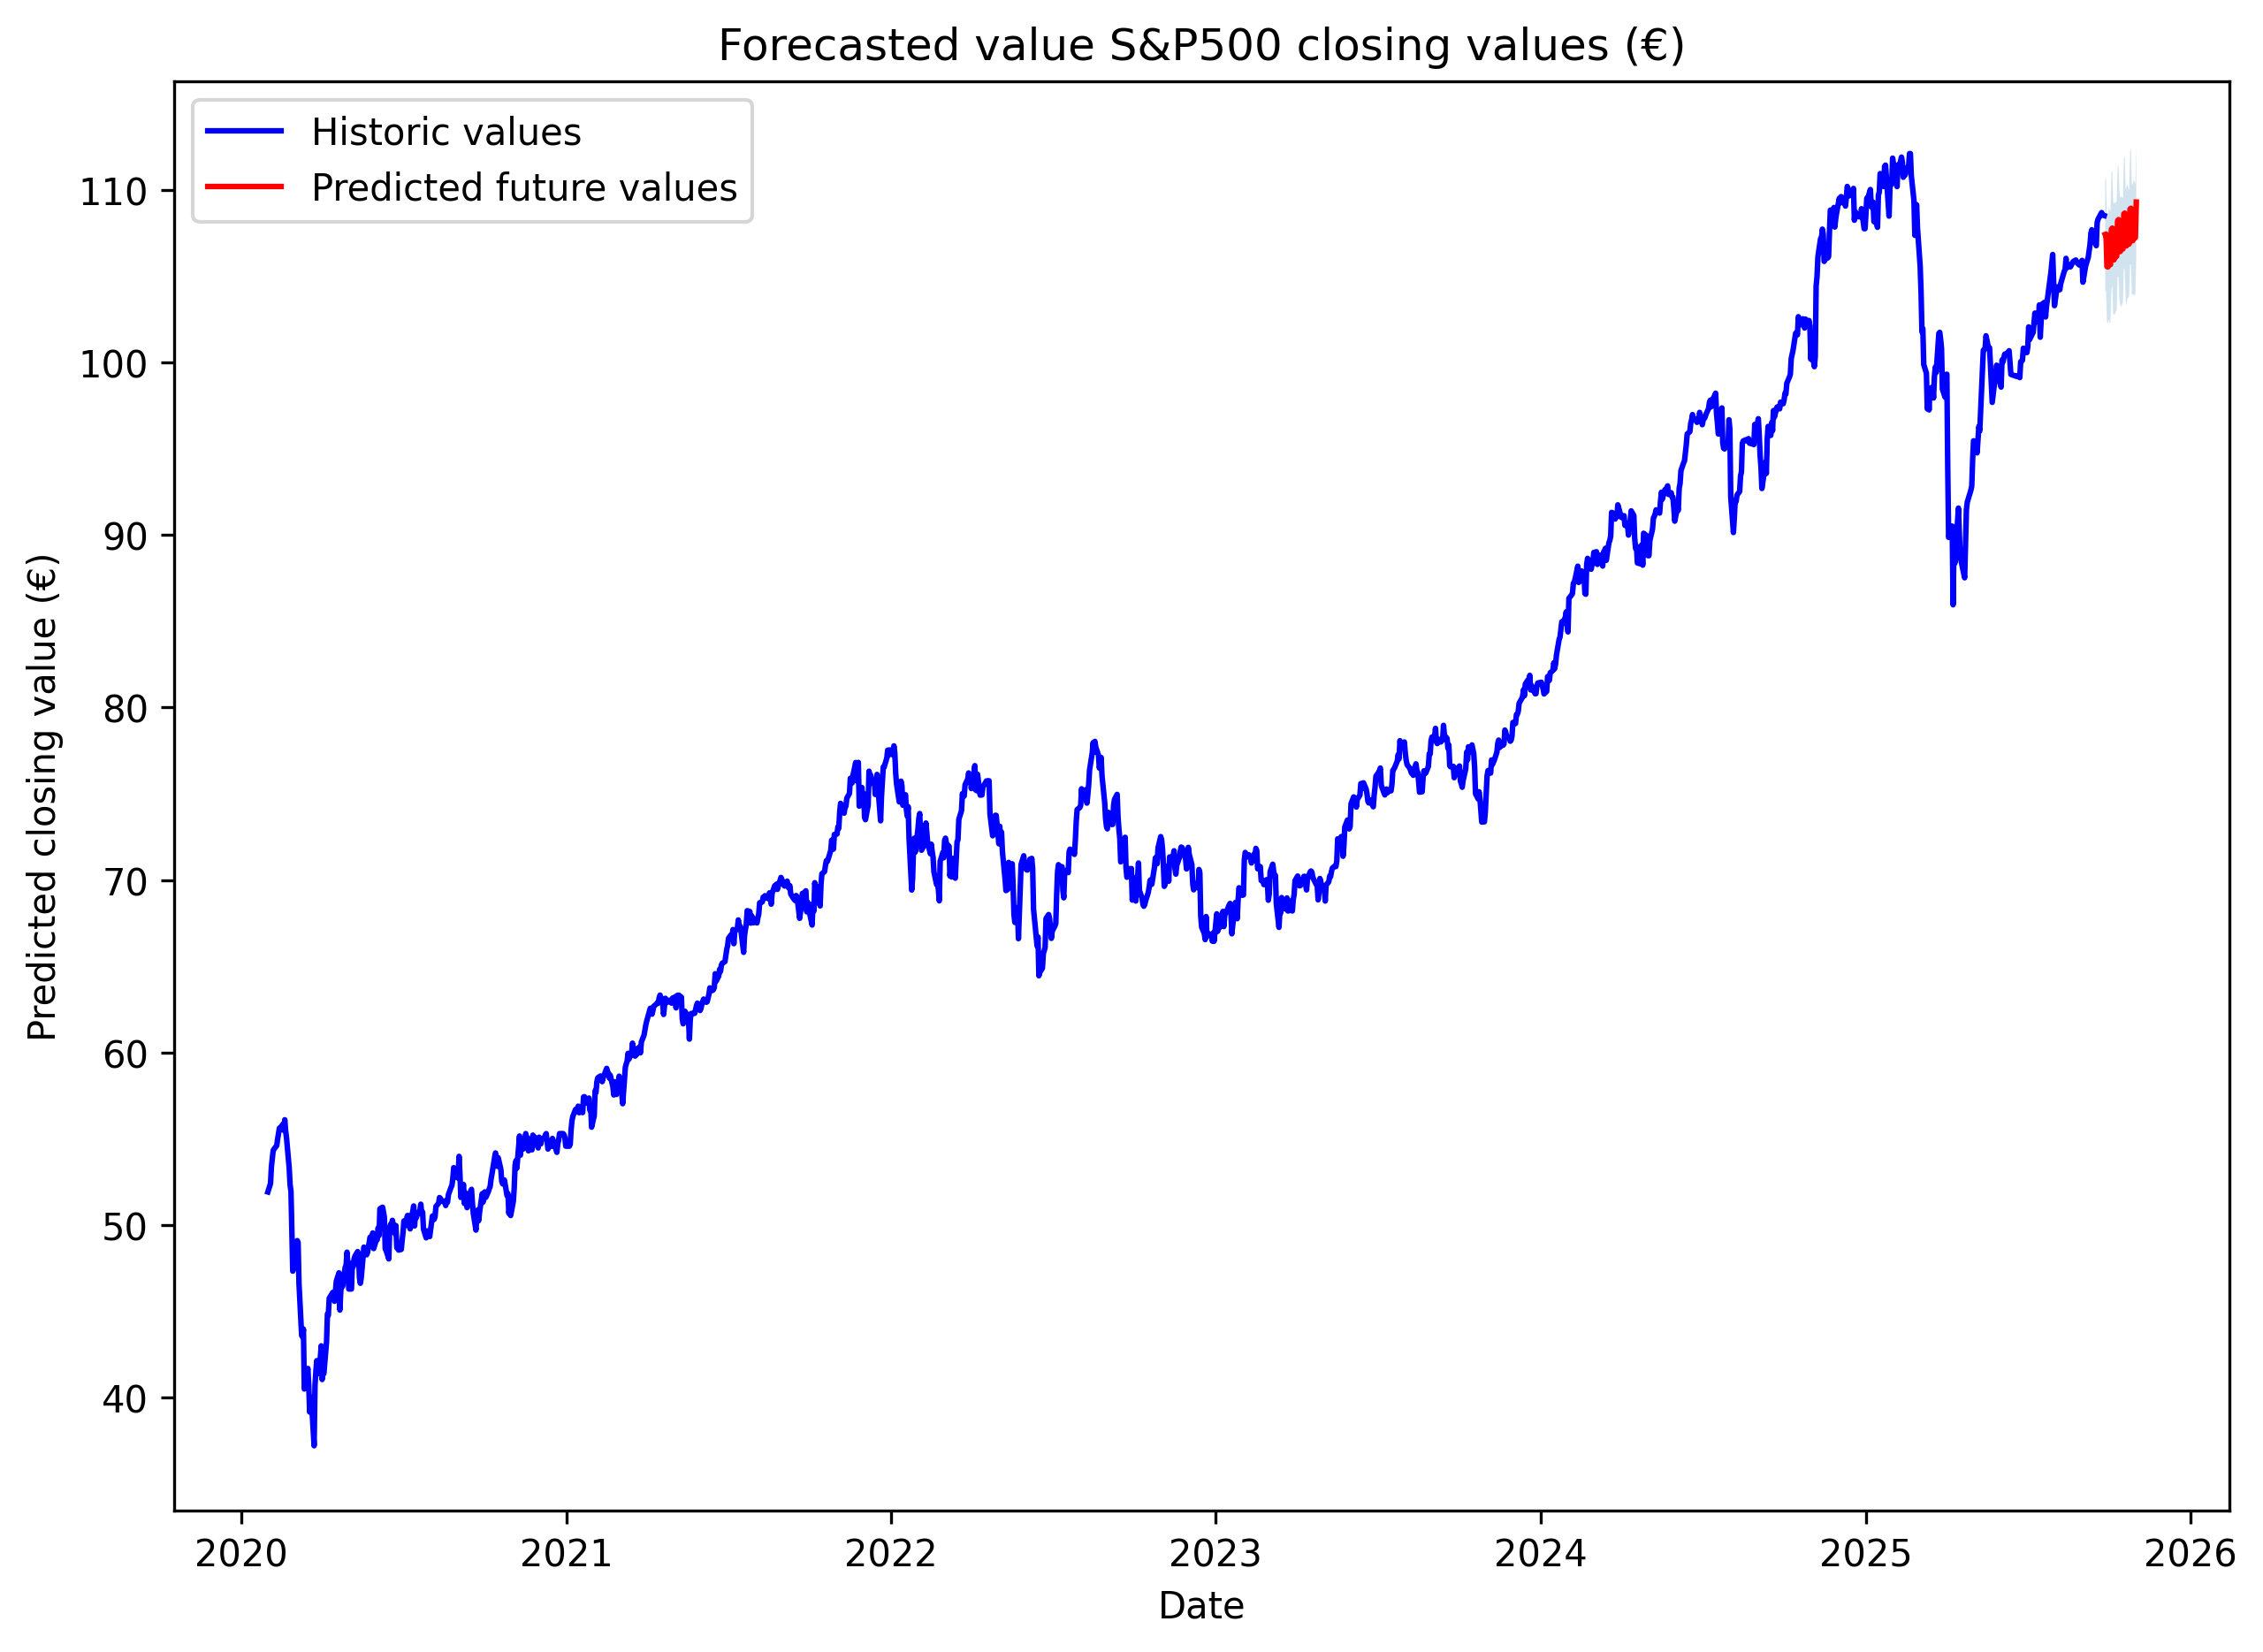 Forecasted value S&P500 closing values (€)
Historic values
Predicted future values
Predicted closing value (€)
110
100
90
80
70
60
50
40
2020 2021 2022 2023 2024 2025 2026
Date